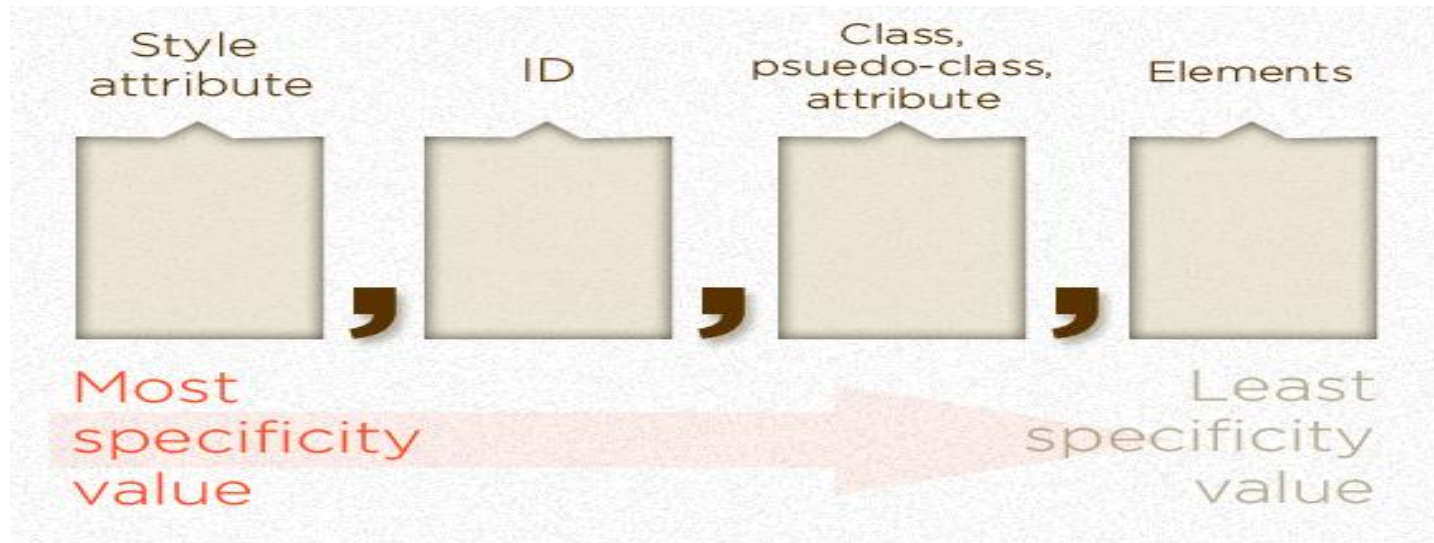 Style
attribute
ID
Class,
psuedo-class,
attribute
Elements
, , ,
Most
specificity
value
Least
specificity
value